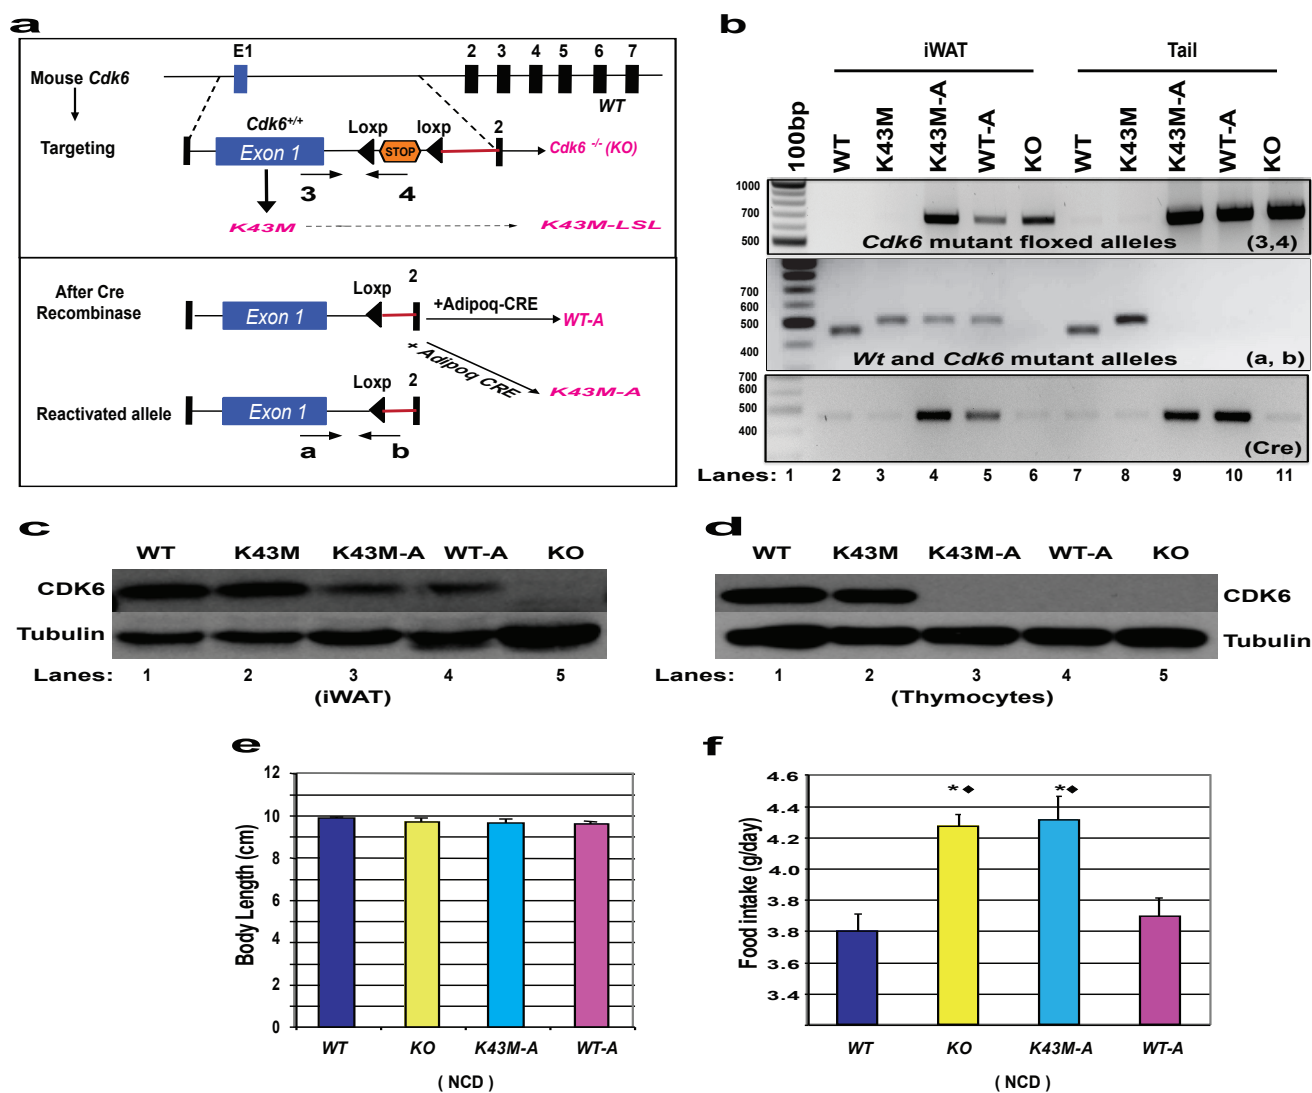 a
E1
2 3 4 5 6 7
Mouse Cdk6
WT
Cdk6+/+
Loxp
loxp
2
Targeting
Exon 1
STOP
Cdk6 -/- (KO)
3
4
K43M
K43M-LSL
After Cre
Recombinase
Loxp
2
Exon 1
+Adipoq-CRE
WT-A
+ Adipoq CRE
K43M-A
Loxp
2
Reactivated allele
Exon 1
a
b
b
iWAT
Tail
100bp
WT
K43M
K43M-A
WT-A
KO
WT
K43M
K43M-A
WT-A
KO
1000
700
500
Cdk6 mutant floxed alleles (3,4)
700
600
500
400
Wt and Cdk6 mutant alleles (a, b)
700
600
500
400
(Cre)
Lanes: 1 2 3 4 5 6 7 8 9 10 11
c
WT K43M K43M-A WT-A KO
CDK6
Tubulin
Lanes: 1 2 3 4 5
(iWAT)
d
WT K43M K43M-A WT-A KO
CDK6
Tubulin
Lanes: 1 2 3 4 5
(Thymocytes)
e
Body Length (cm)
12
10
8
6
4
2
0
WT KO K43M-A WT-A
( NCD )
f
Food intake (g/day)
4.6
4.4
4.2
4.0
3.8
3.8
3.6
3.4
*◆
*◆
WT KO K43M-A WT-A
( NCD )